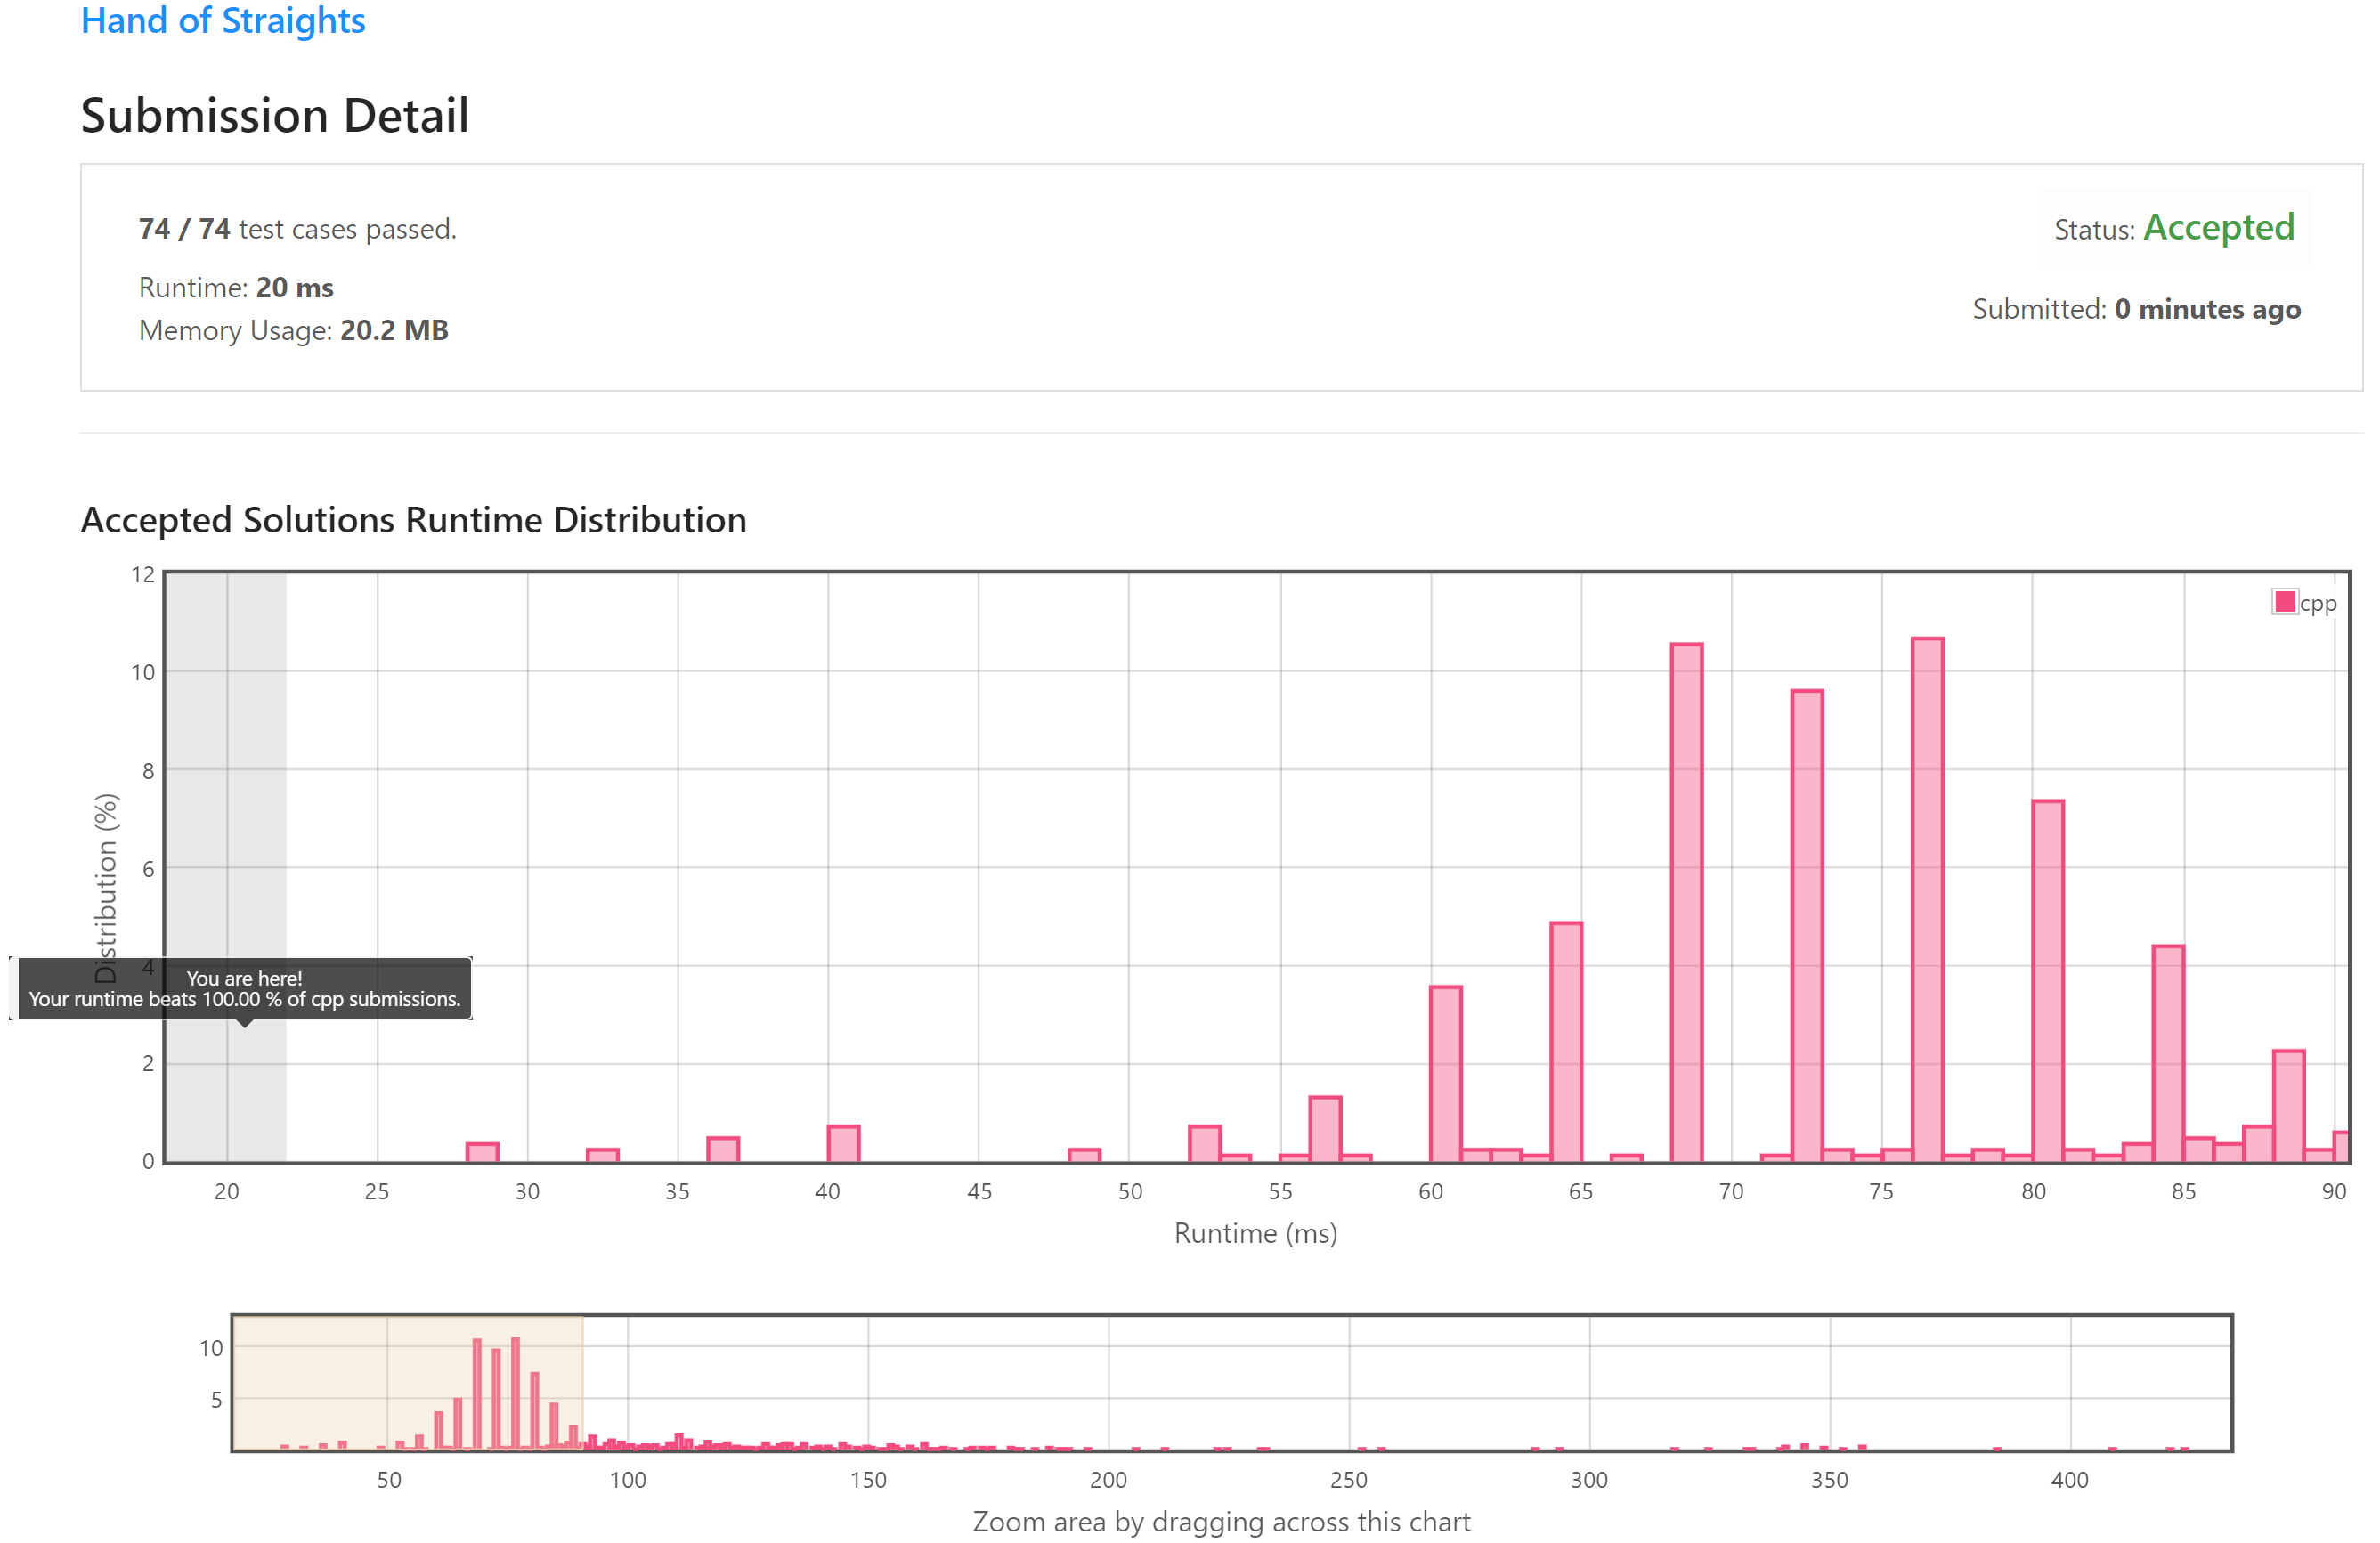 Hand of Straights
Submission Detail
74 / 74 test cases passed.
Status: Accepted
Runtime: 20 ms
Submitted: 0 minutes ago
Memory Usage: 20.2 MB
Accepted Solutions Runtime Distribution
12
10
8
6
4
2
0
Distribution (%)
cpp
You are here!
Your runtime beats 100.00 % of cpp submissions.
20 25 30 35 40 45 50 55 60 65 70 75 80 85 90
Runtime (ms)
10
5
50 100 150 200 250 300 350 400
Zoom area by dragging across this chart